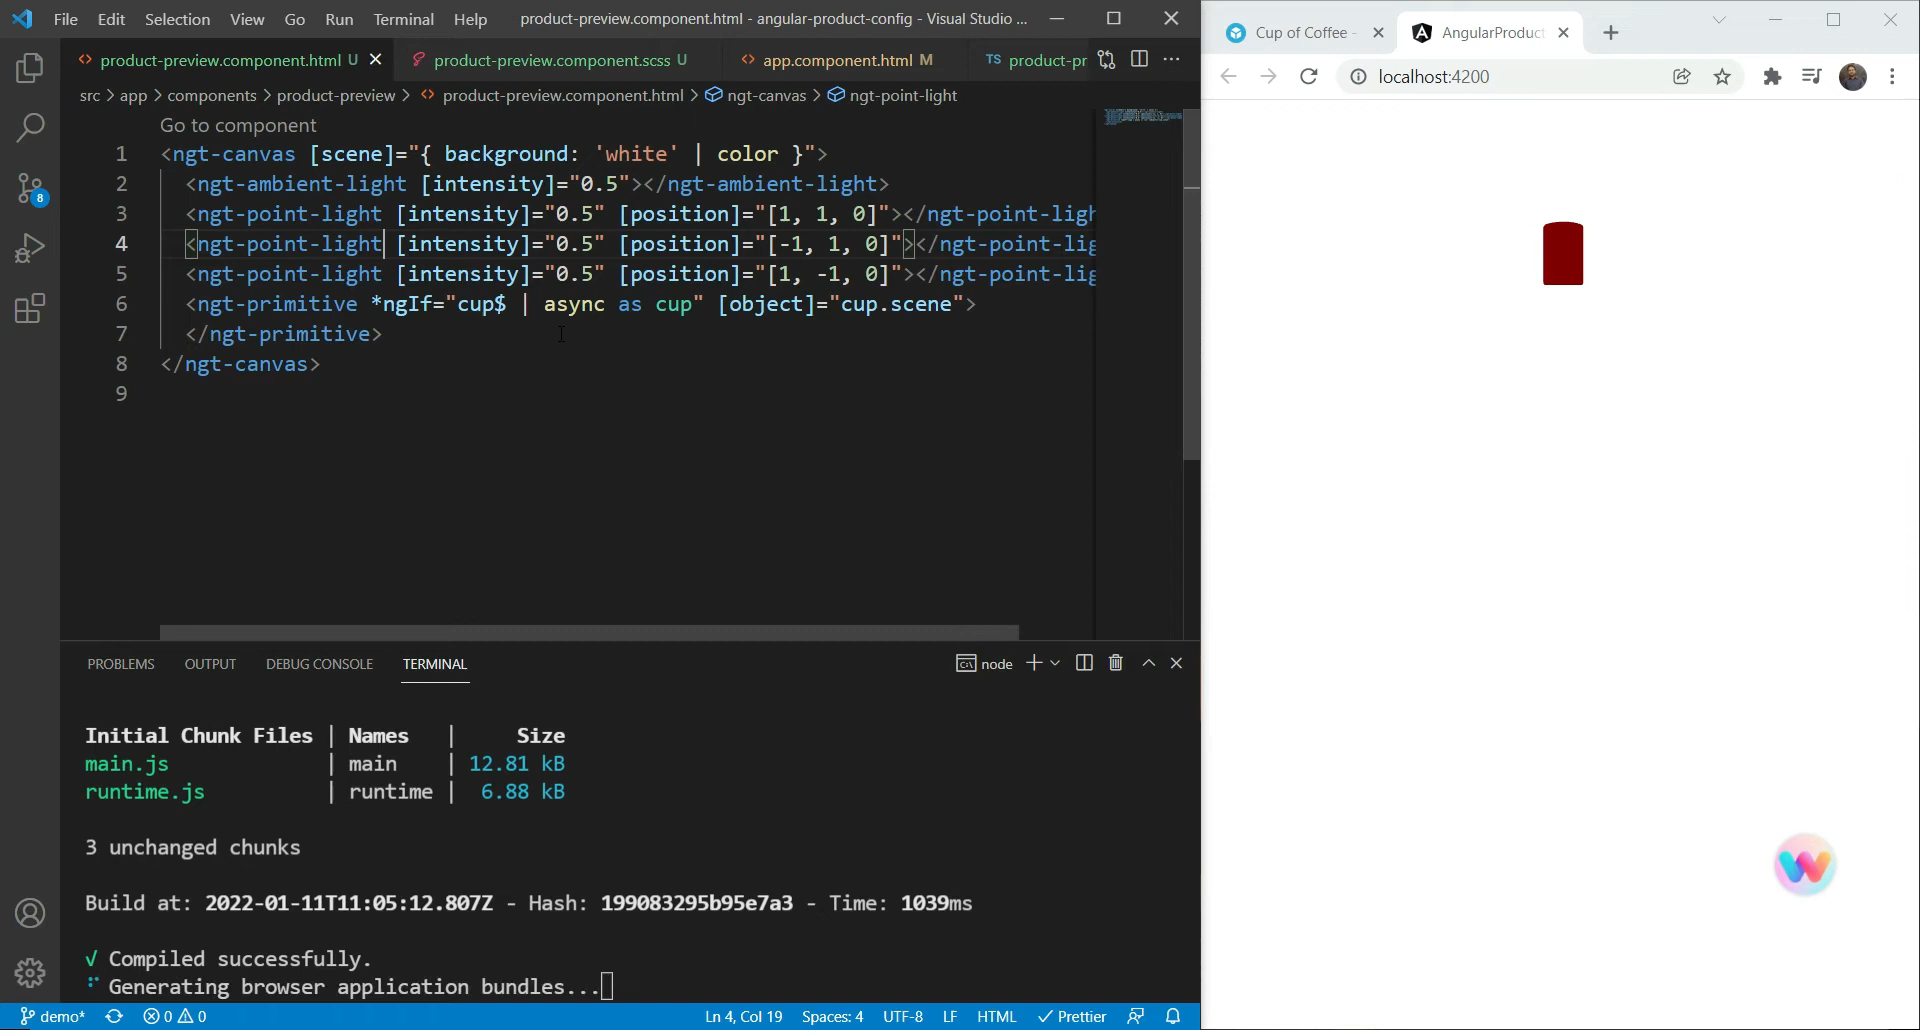 File Edit Selection View Go Run Terminal Help product-preview.component.html - angular-product-config - Visual Studio ...
product-preview.component.html U product-preview.component.scss U app.component.html M TS product-pr
src > app > components > product-preview > product-preview.component.html > ngt-canvas > ngt-point-light
Go to component
1 <ngt-canvas [scene]="{ background: 'white' | color }">
2 <ngt-ambient-light [intensity]="0.5"></ngt-ambient-light>
3 <ngt-point-light [intensity]="0.5" [position]="[1, 1, 0]"></ngt-point-ligh
4 <ngt-point-light [intensity]="0.5" [position]="[-1, 1, 0]"></ngt-point-lig
5 <ngt-point-light [intensity]="0.5" [position]="[1, -1, 0]"></ngt-point-lig
6 <ngt-primitive *ngIf="cup$ | async as cup" [object]="cup.scene">
7 </ngt-primitive>
8 </ngt-canvas>
9
8
PROBLEMS OUTPUT DEBUG CONSOLE TERMINAL node
Initial Chunk Files | Names | Size
main.js | main | 12.81 kB
runtime.js | runtime | 6.88 kB
3 unchanged chunks
Build at: 2022-01-11T11:05:12.807Z - Hash: 199083295b95e7a3 - Time: 1039ms
√ Compiled successfully.
Generating browser application bundles...
demo* 0 0 Ln 4, Col 19 Spaces: 4 UTF-8 LF HTML Prettier
Cup of Coffee - AngularProduct
localhost:4200